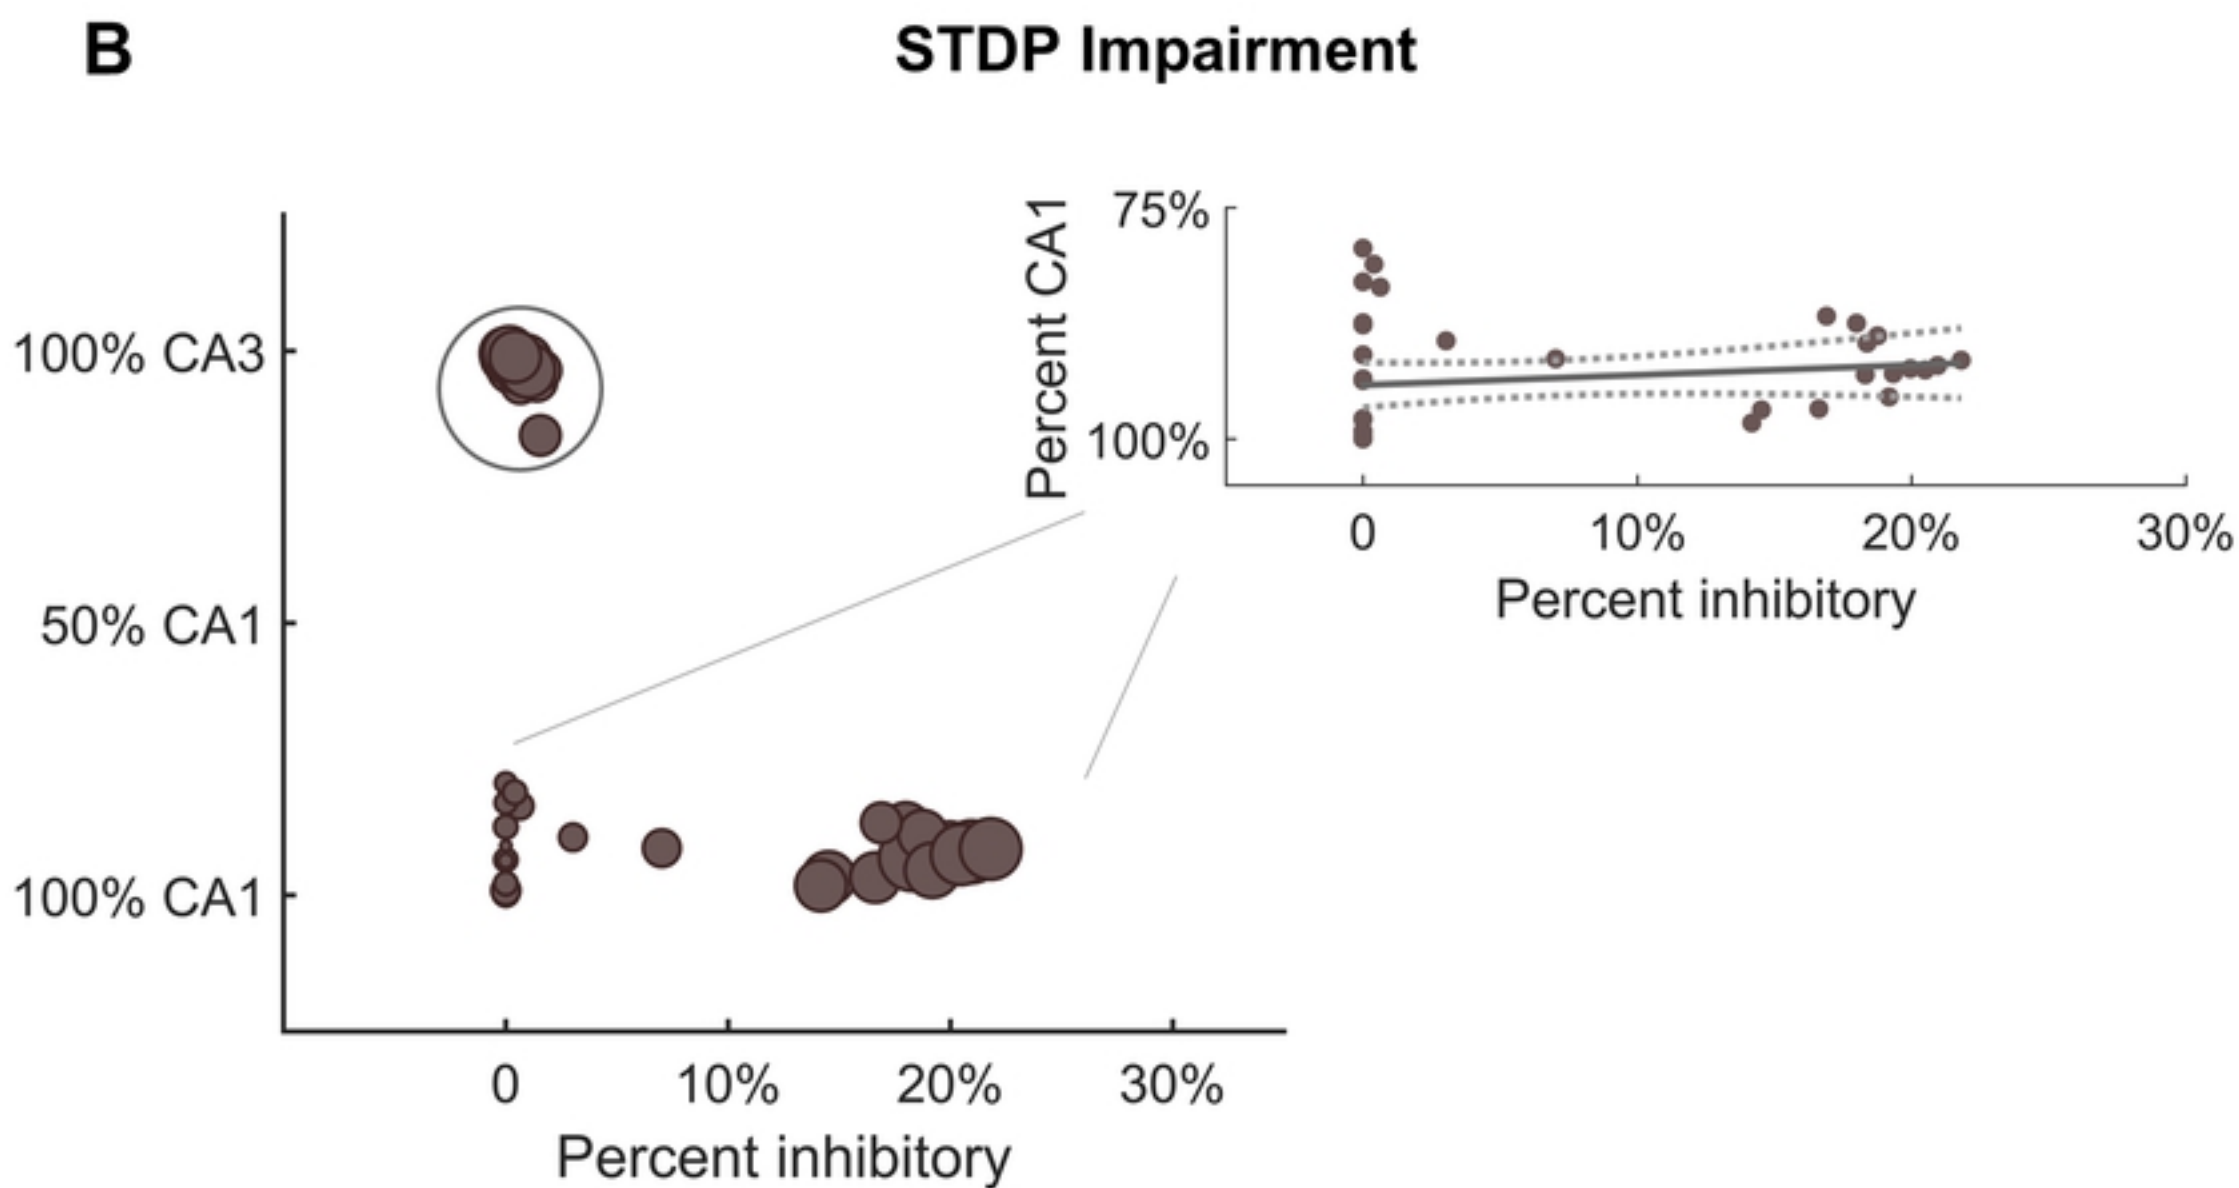 B
STDP Impairment
100% CA3
50% CA1
100% CA1
0 10% 20% 30%
Percent inhibitory
Percent CA1
75%
100%
0 10% 20% 30%
Percent inhibitory